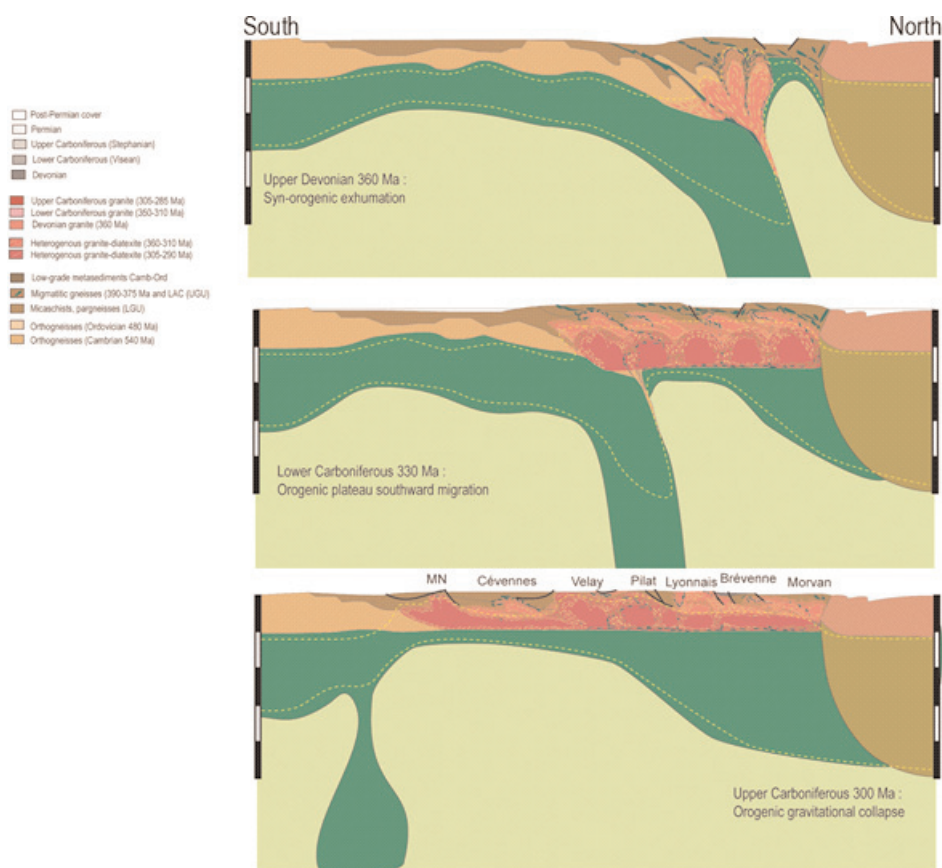 South
North
Post-Permian cover
Permian
Upper Carboniferous (Stephanian)
Lower Carboniferous (Visean)
Devonian
Upper Carboniferous granite (305-285 Ma)
Lower Carboniferous granite (350-310 Ma)
Devonian granite (360 Ma)
Heterogenous granite-diatexite (360-310 Ma)
Heterogenous granite-diatexite (305-290 Ma)
Low-grade metasediments Camb-Ord
Migmatitic gneisses (390-375 Ma and LAC (UGU)
Micaschists, pargneisses (LGU)
Orthogneisses (Ordovician 480 Ma)
Orthogneisses (Cambrian 540 Ma)
Upper Devonian 360 Ma :
Syn-orogenic exhumation
Lower Carboniferous 330 Ma :
Orogenic plateau southward migration
MN Cévennes Velay Pilat Lyonnais Brévenne Morvan
Upper Carboniferous 300 Ma :
Orogenic gravitational collapse